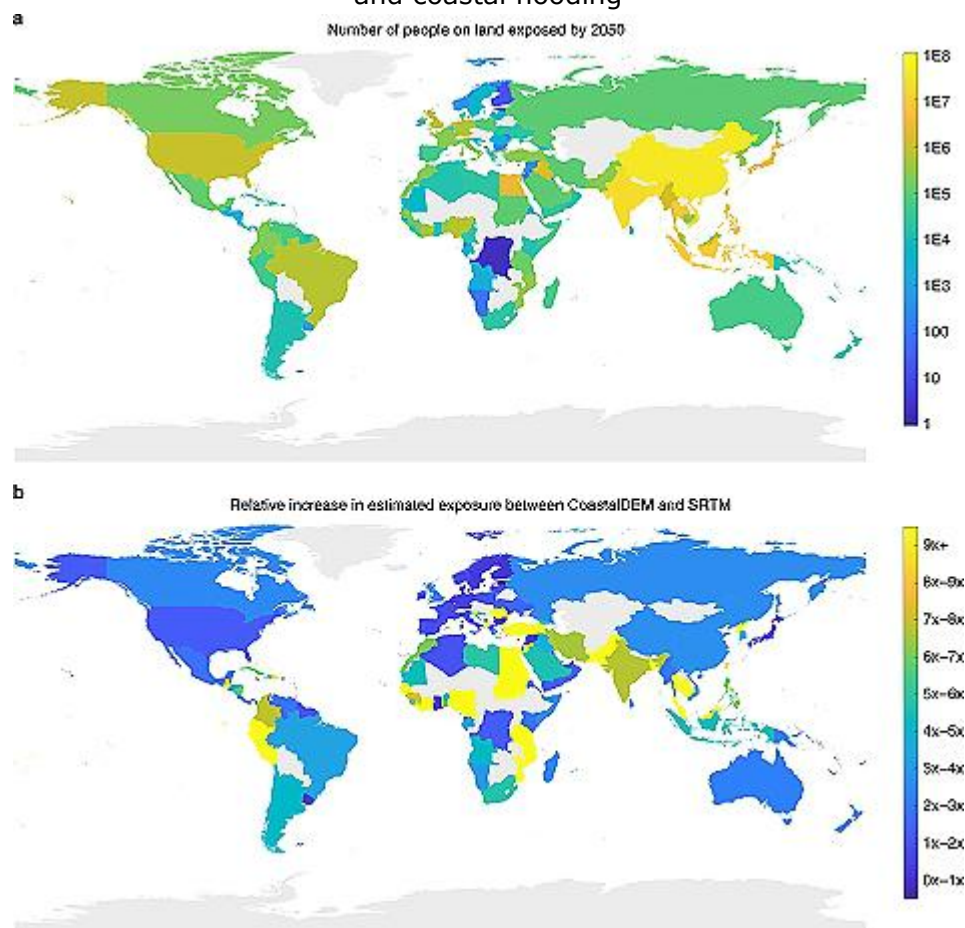 and coastal flooding
a
Number of people on land exposed by 2050
1E8
1E7
1E6
1E5
1E4
1E3
100
10
1
b
Relative increase in estimated exposure between CoastalDEM and SRTM
9x+
8x-9x
7x-8x
6x-7x
5x-6x
4x-5x
3x-4x
2x-3x
1x-2x
0x-1x